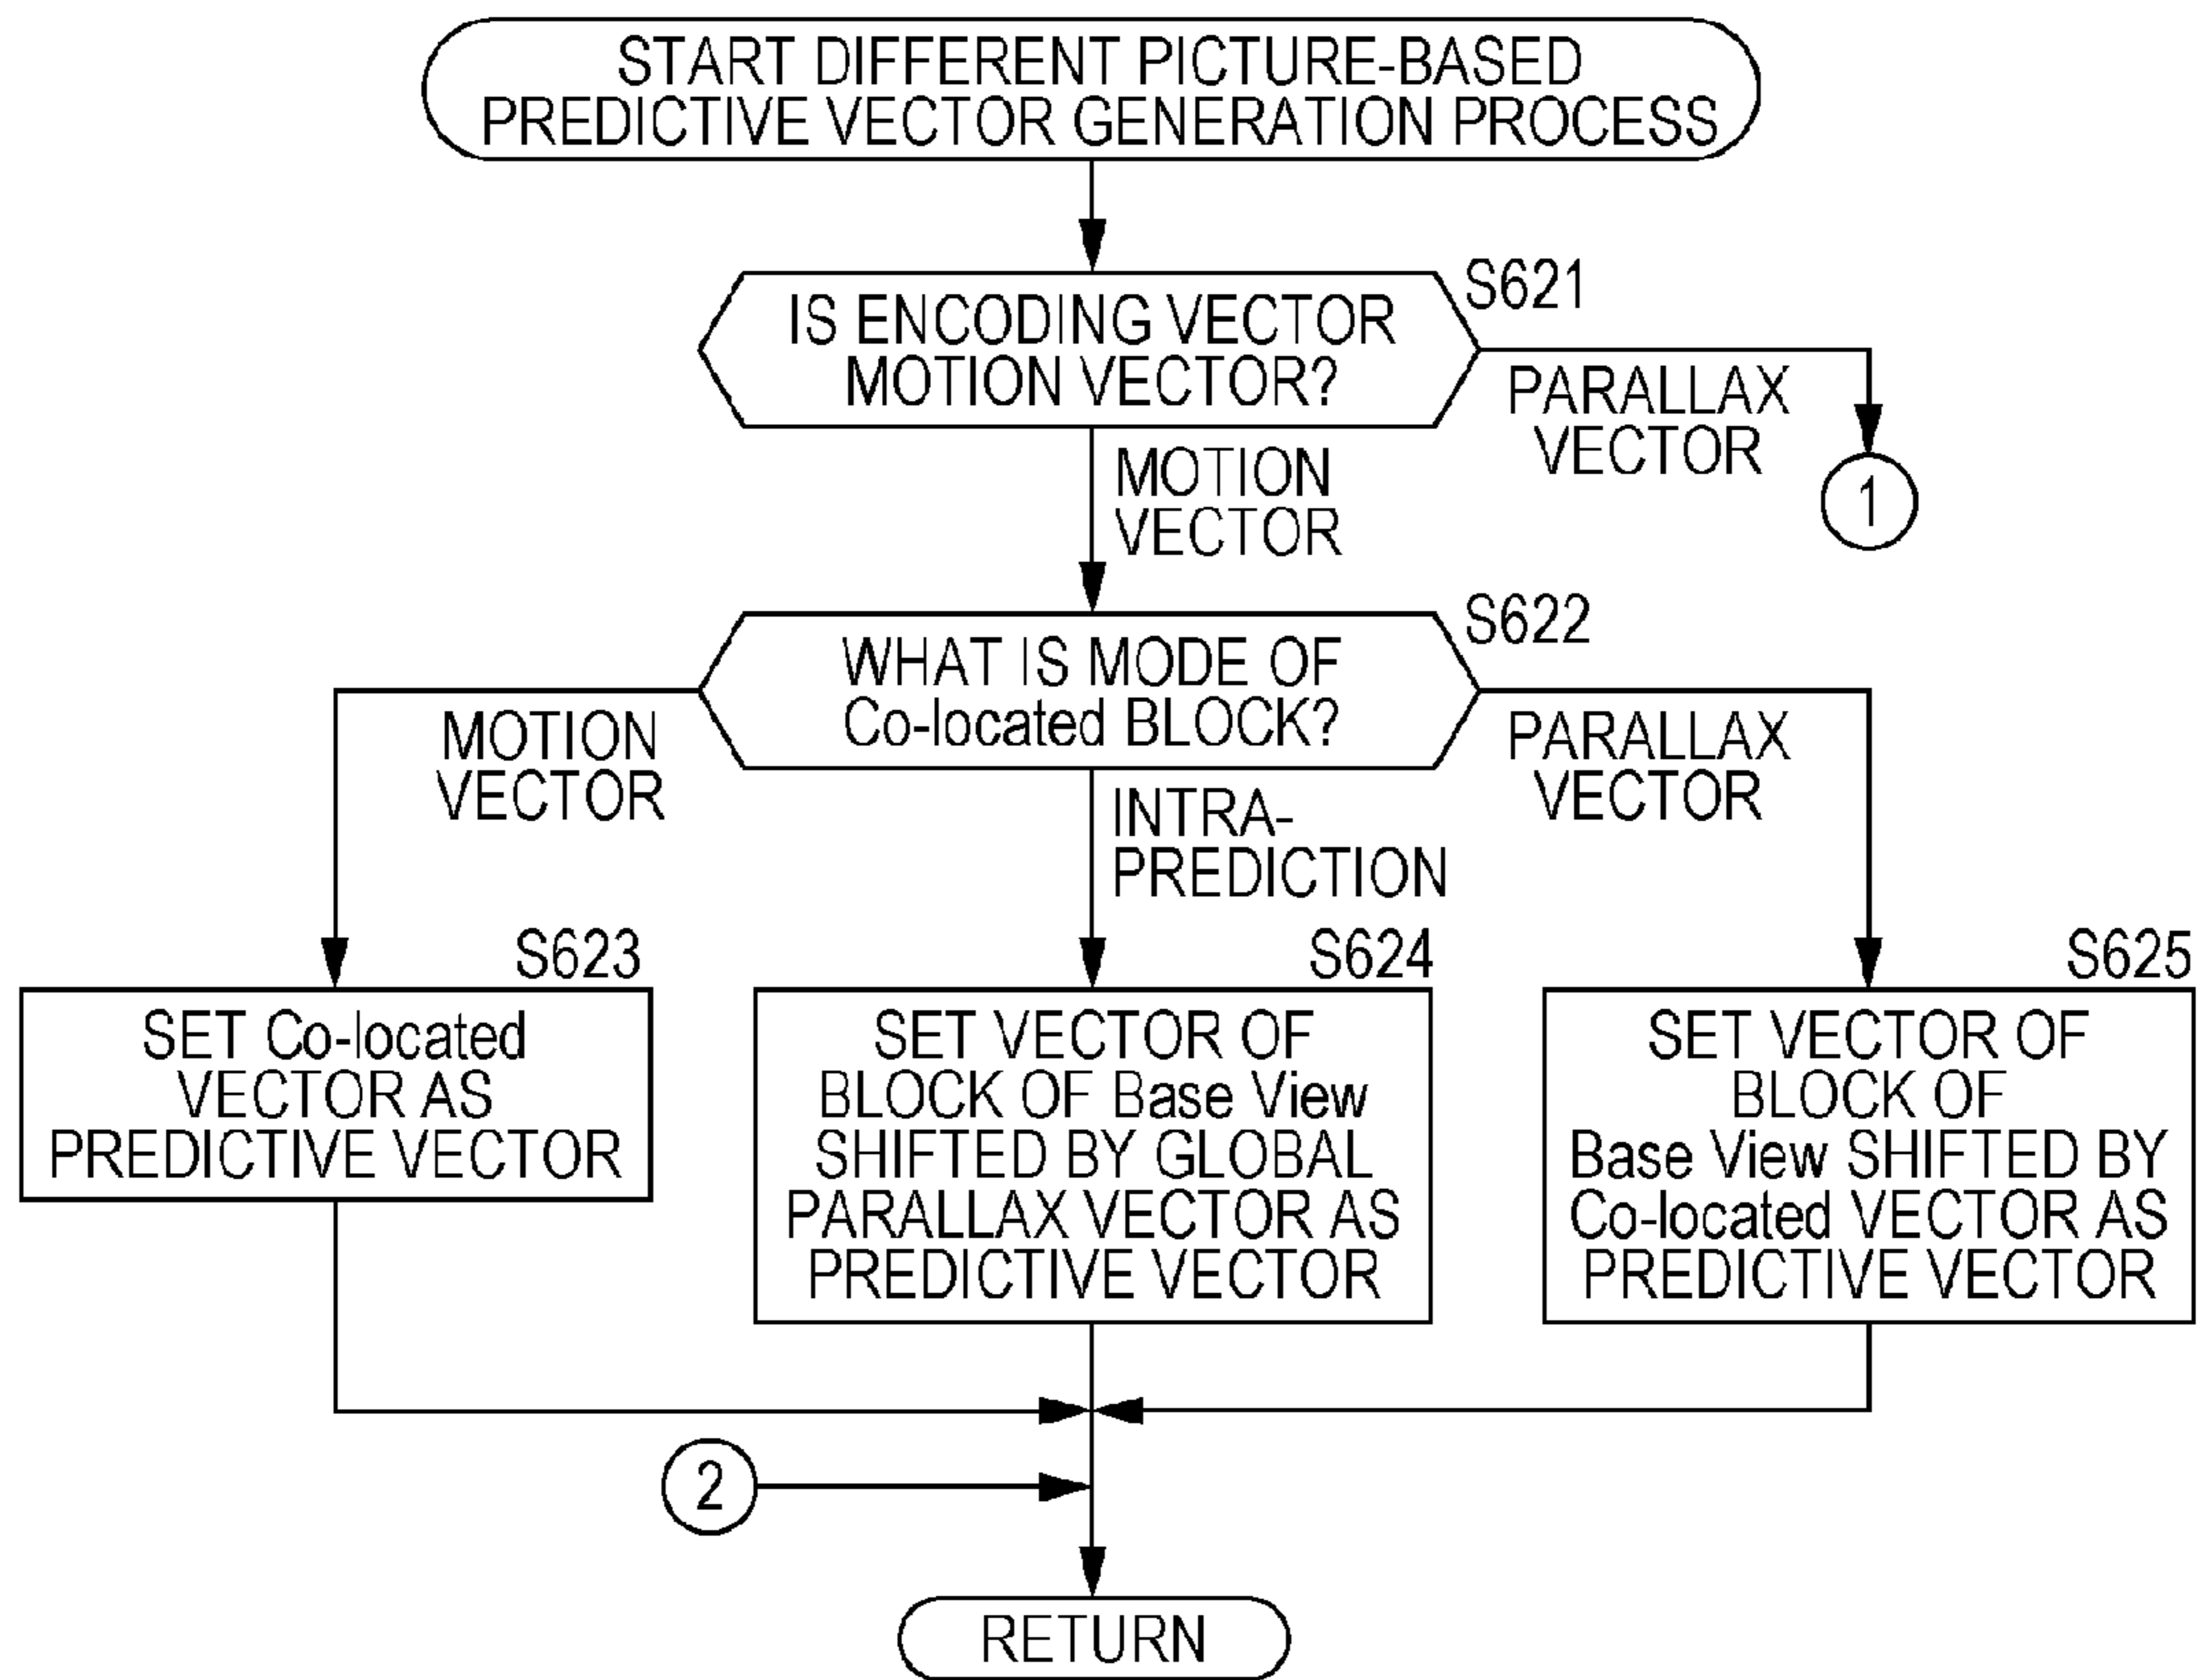 START DIFFERENT PICTURE-BASED
PREDICTIVE VECTOR GENERATION PROCESS
S621
IS ENCODING VECTOR
MOTION VECTOR?
PARALLAX
VECTOR
1
MOTION
VECTOR
S622
WHAT IS MODE OF
Co-located BLOCK?
MOTION
VECTOR
INTRA-
PREDICTION
PARALLAX
VECTOR
S623
SET Co-located
VECTOR AS
PREDICTIVE VECTOR
S624
SET VECTOR OF
BLOCK OF Base View
SHIFTED BY GLOBAL
PARALLAX VECTOR AS
PREDICTIVE VECTOR
S625
SET VECTOR OF
BLOCK OF
Base View SHIFTED BY
Co-located VECTOR AS
PREDICTIVE VECTOR
2
RETURN